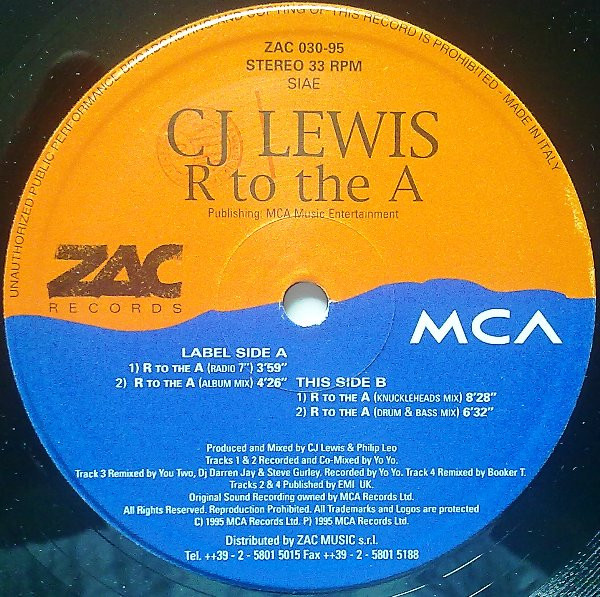 UNAUTHORIZED PUBLIC PERFORMANCE BROADCASTING AND COPYING OF THIS RECORD IS PROHIBITED - MADE IN ITALY
ZAC 030-95
STEREO 33 RPM
SIAE
CJ LEWIS
R to the A
Publishing: MCA Music Entertainment
ZAC
RECORDS
MCA
LABEL SIDE A
1) R TO THE A (RADIO 7") 3'59"
2) R TO THE A (ALBUM MIX) 4'26"
THIS SIDE B
1) R TO THE A (KNUCKLEHEADS MIX) 8'28"
2) R TO THE A (DRUM & BASS MIX) 6'32"
Produced and Mixed by CJ Lewis & Philip Leo
Tracks 1 & 2 Recorded and Co-Mixed by Yo Yo.
Track 3 Remixed by You Two, Dj Darren Jay & Steve Gurley, Recorded by Yo Yo. Track 4 Remixed by Booker T.
Tracks 2 & 4 Published by EMI UK.
Original Sound Recording owned by MCA Records Ltd.
All Rights Reserved. Reproduction Prohibited. All Trademarks and Logos are protected
C) 1995 MCA Records Ltd. P) 1995 MCA Records Ltd.
Distributed by ZAC MUSIC s.r.l.
Tel. ++39 - 2 - 5801 5015 Fax ++39 - 2 - 5801 5188